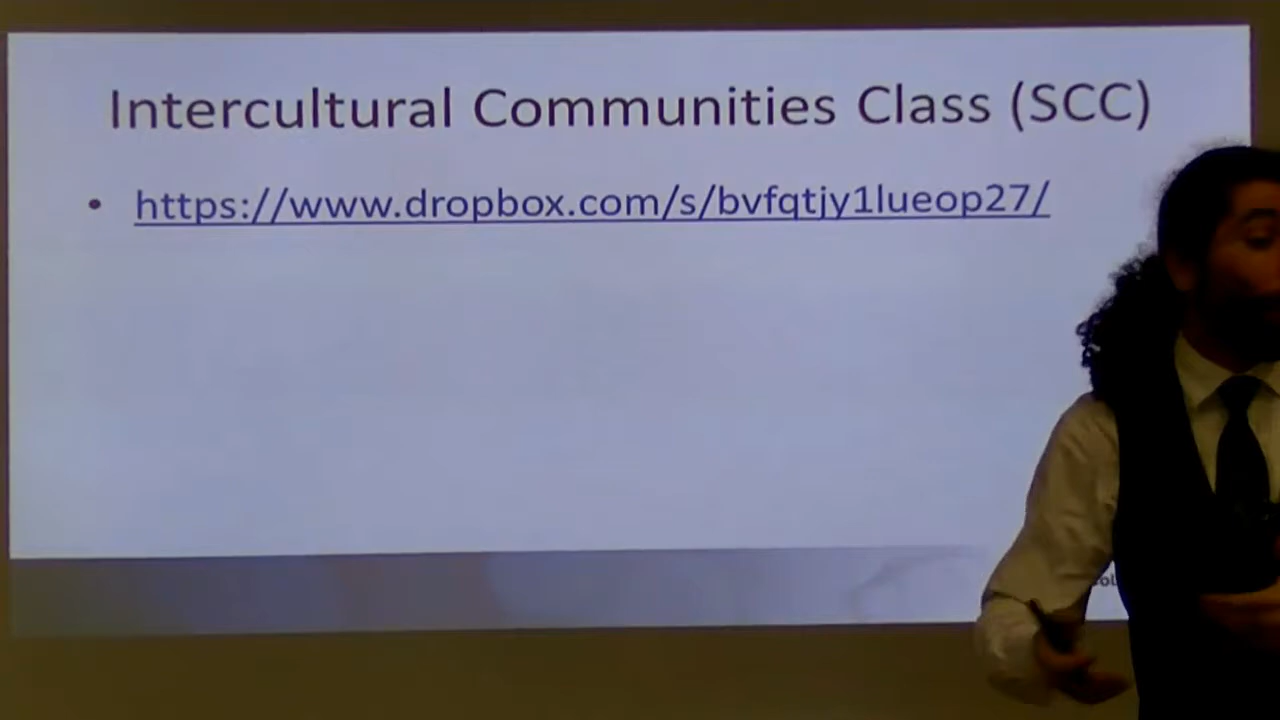 Intercultural Communities Class (SCC)
• https://www.dropbox.com/s/bvfqtjy1lueop27/